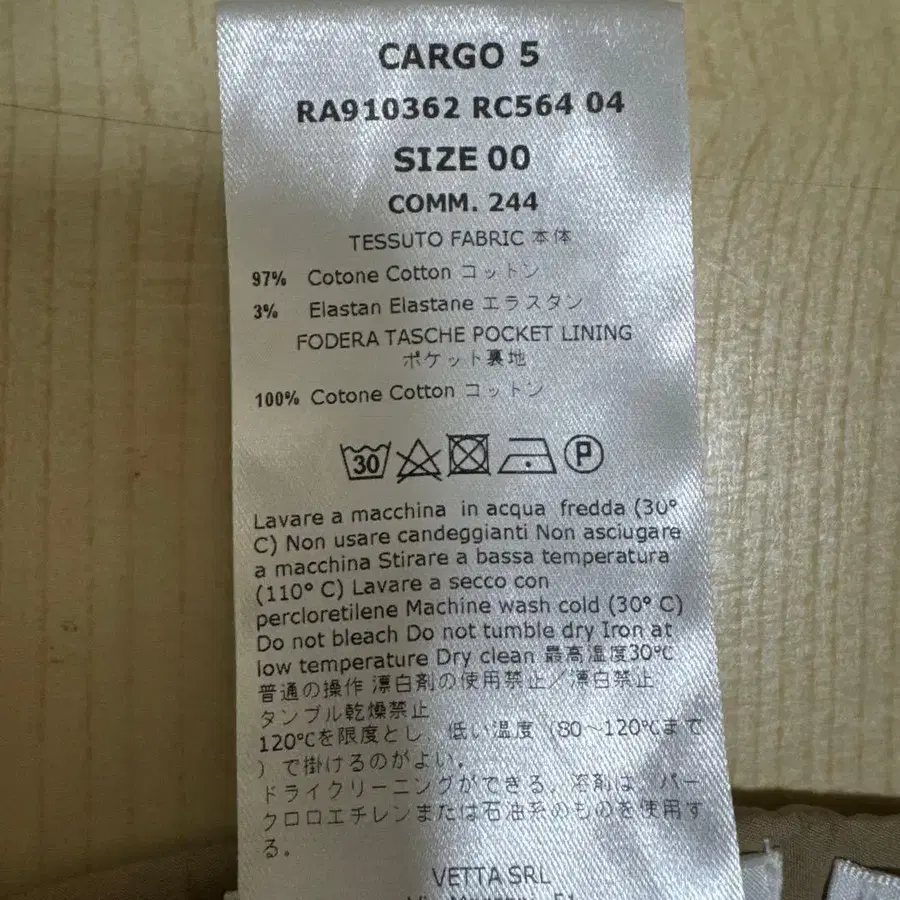 CARGO 5
RA910362 RC564 04
SIZE 00
COMM. 244
TESSUTO FABRIC 本体
97% Cotone Cotton コットン
3% Elastan Elastane エラスタン
FODERA TASCHE POCKET LINING
ポケット裏地
100% Cotone Cotton コットン
30 P
Lavare a macchina in acqua fredda (30°
C) Non usare candeggianti Non asciugare
a macchina Stirare a bassa temperatura
(110° C) Lavare a secco con
percloretilene Machine wash cold (30° C)
Do not bleach Do not tumble dry Iron at
low temperature Dry clean 最高温度30℃
普通の操作 漂白剤の使用禁止／漂白禁止
タンブル乾燥禁止
120℃を限度とし、低い温度（80～120℃まで
）で掛けるのがよい。
ドライクリーニングができる。溶剤は、パー
クロロエチレンまたは石油系のものを使用す
る。
VETTA SRL